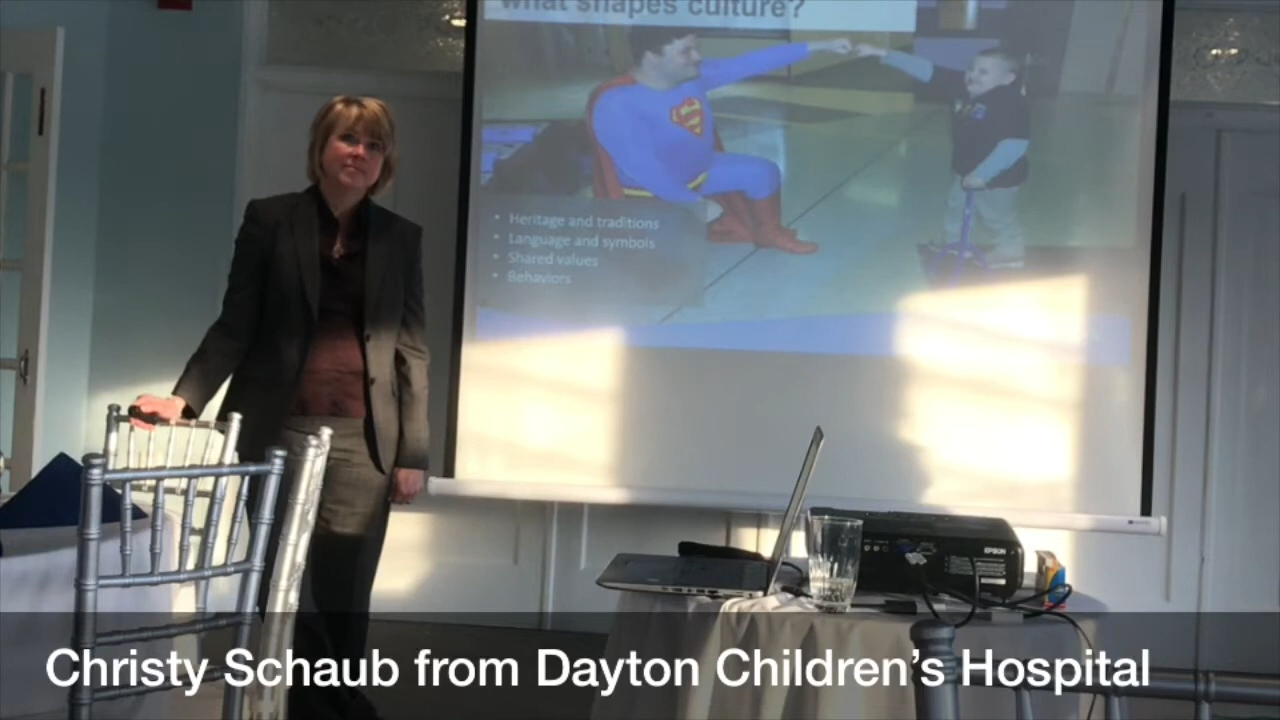 what shapes culture?
• Heritage and traditions
• Language and symbols
• Shared values
• Behaviors
EPSON
Christy Schaub from Dayton Children’s Hospital